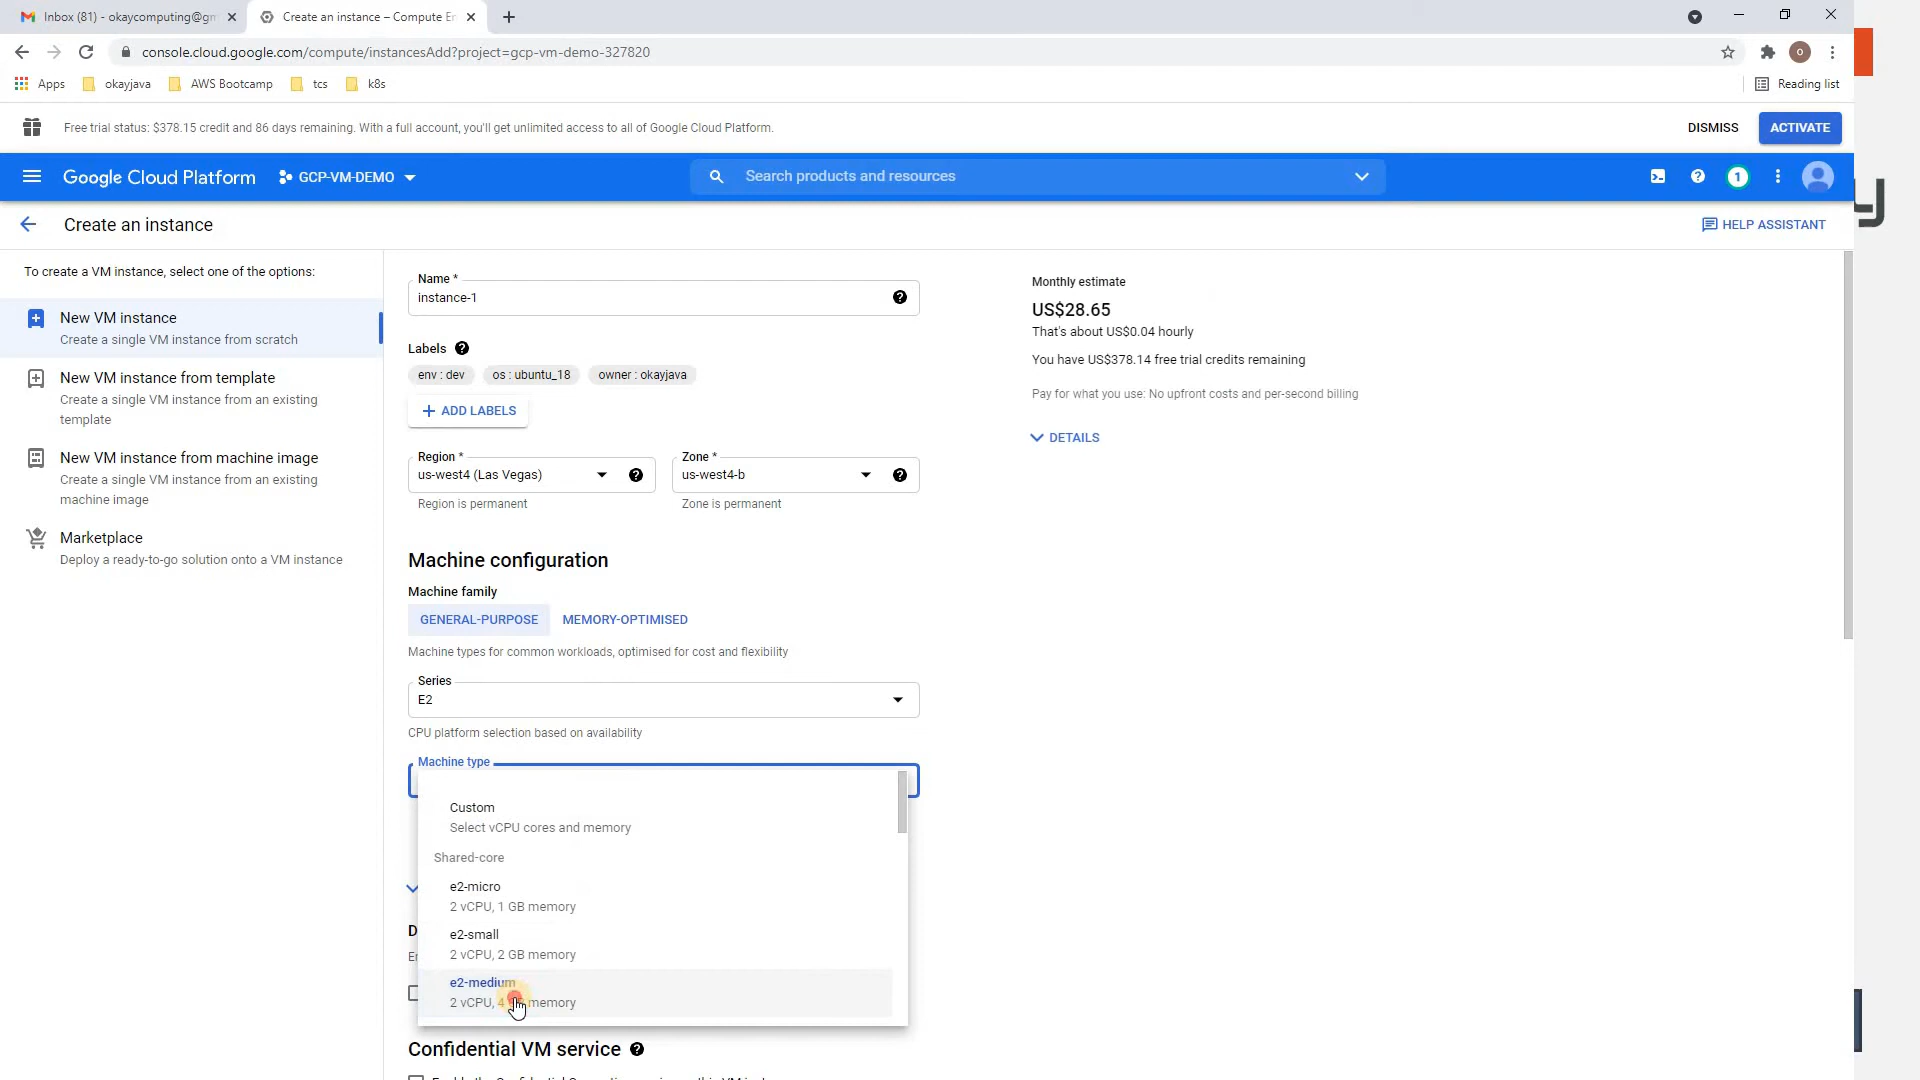 Inbox (81) - okaycomputing@gm
Create an instance – Compute En
console.cloud.google.com/compute/instancesAdd?project=gcp-vm-demo-327820
Apps
okayjava
AWS Bootcamp
tcs
k8s
Reading list
Free trial status: $378.15 credit and 86 days remaining. With a full account, you'll get unlimited access to all of Google Cloud Platform.
DISMISS
ACTIVATE
Google Cloud Platform
GCP-VM-DEMO
Search products and resources
1
Create an instance
HELP ASSISTANT
To create a VM instance, select one of the options:
New VM instance
Create a single VM instance from scratch
New VM instance from template
Create a single VM instance from an existing
template
New VM instance from machine image
Create a single VM instance from an existing
machine image
Marketplace
Deploy a ready-to-go solution onto a VM instance
Name *
instance-1
Labels
env : dev
os : ubuntu_18
owner : okayjava
ADD LABELS
Region *
us-west4 (Las Vegas)
Region is permanent
Zone *
us-west4-b
Zone is permanent
Machine configuration
Machine family
GENERAL-PURPOSE
MEMORY-OPTIMISED
Machine types for common workloads, optimised for cost and flexibility
Series
E2
CPU platform selection based on availability
Machine type
Custom
Select vCPU cores and memory
Shared-core
e2-micro
2 vCPU, 1 GB memory
e2-small
2 vCPU, 2 GB memory
e2-medium
2 vCPU, 4 memory
Confidential VM service
Monthly estimate
US$28.65
That's about US$0.04 hourly
You have US$378.14 free trial credits remaining
Pay for what you use: No upfront costs and per-second billing
DETAILS